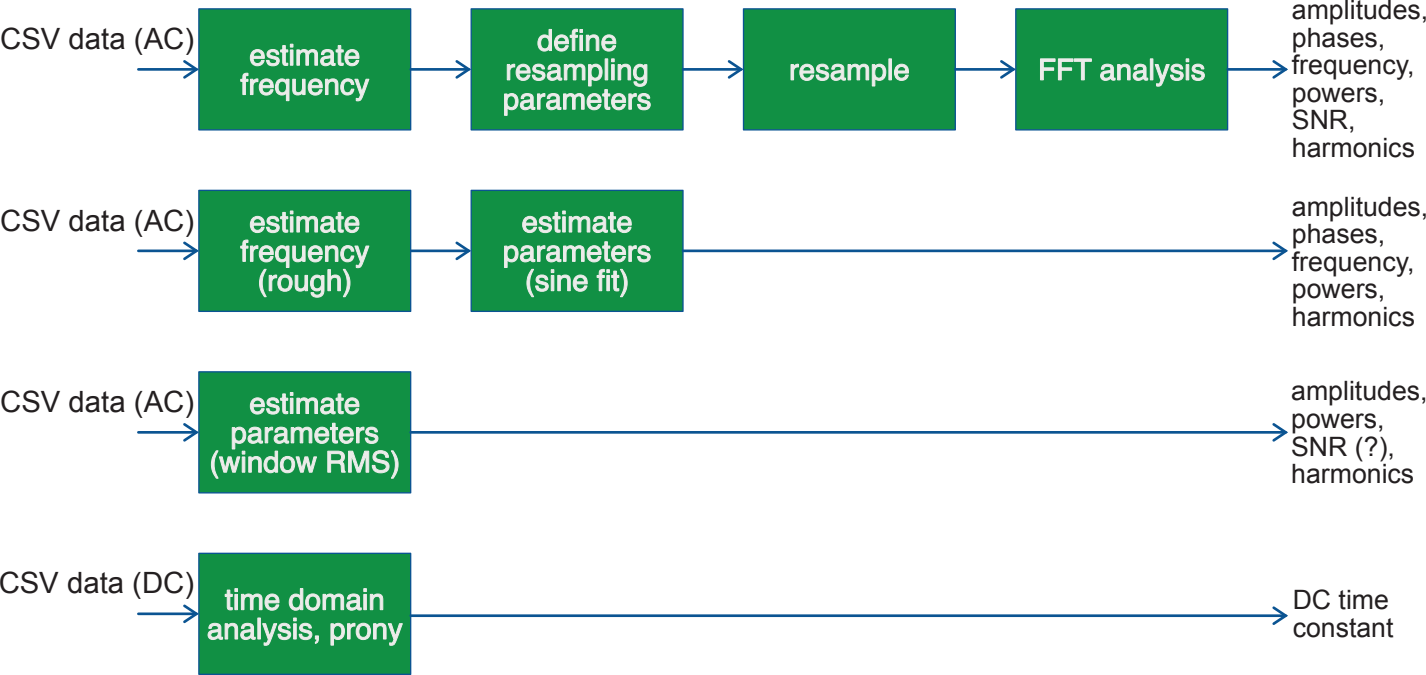 CSV data (AC)
estimate
frequency
define
resampling
parameters
resample
FFT analysis
amplitudes,
phases,
frequency,
powers,
SNR,
harmonics
CSV data (AC)
estimate
frequency
(rough)
estimate
parameters
(sine fit)
amplitudes,
phases,
frequency,
powers,
harmonics
CSV data (AC)
estimate
parameters
(window RMS)
amplitudes,
powers,
SNR (?),
harmonics
CSV data (DC)
time domain
analysis, prony
DC time
constant